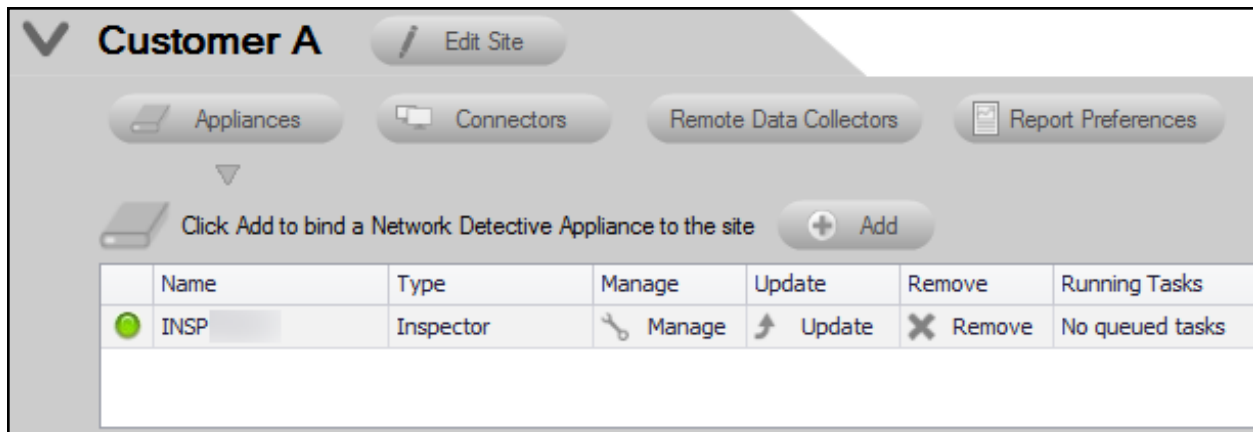 Customer A Edit Site
Appliances Connectors Remote Data Collectors Report Preferences
Click Add to bind a Network Detective Appliance to the site Add
Name Type Manage Update Remove Running Tasks
INSP Inspector Manage Update Remove No queued tasks